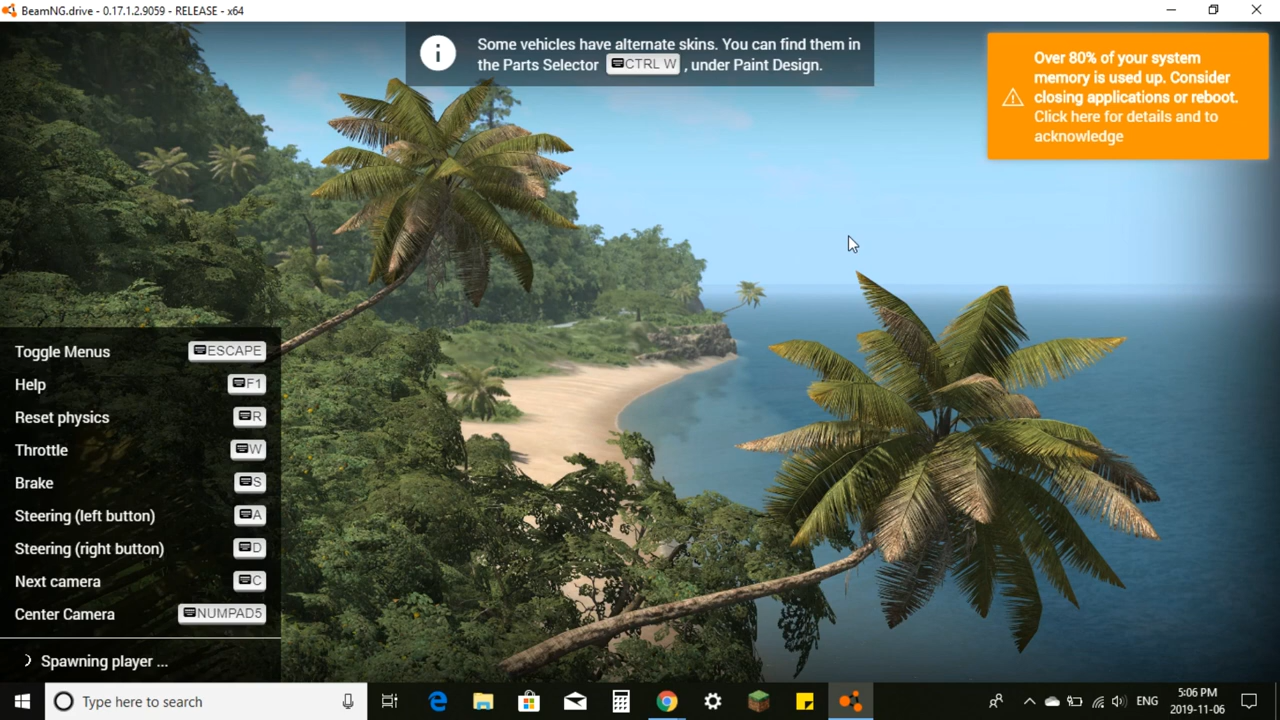 BeamNG.drive - 0.17.1.2.9059 - RELEASE - x64
Some vehicles have alternate skins. You can find them in
the Parts Selector CTRL W , under Paint Design.
Over 80% of your system
memory is used up. Consider
closing applications or reboot.
Click here for details and to
acknowledge
Toggle Menus ESCAPE
Help F1
Reset physics R
Throttle W
Brake S
Steering (left button) A
Steering (right button) D
Next camera C
Center Camera NUMPAD5
Spawning player ...
Type here to search
ENG
5:06 PM
2019-11-06